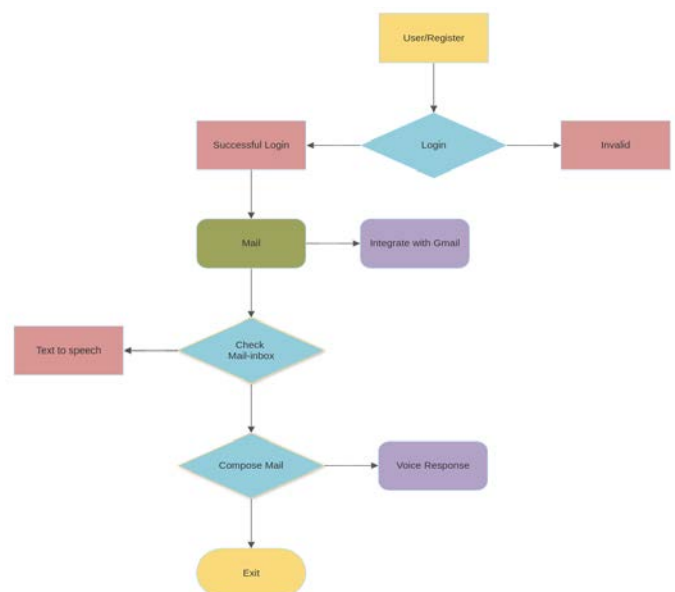 User/Register
Successful Login
Login
Invalid
Mail
Integrate with Gmail
Text to speech
Check
Mail-inbox
Compose Mail
Voice Response
Exit